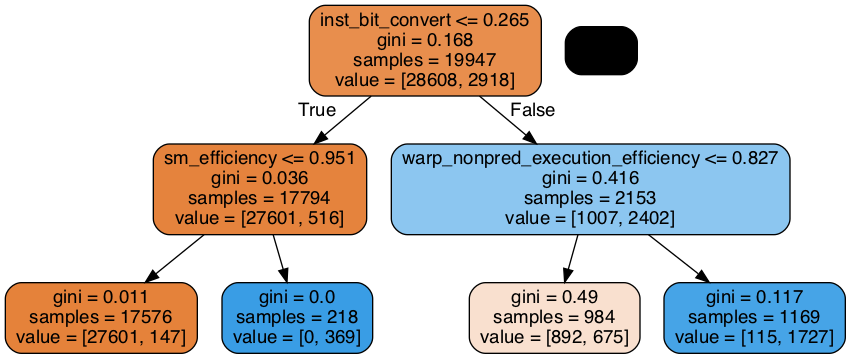 inst_bit_convert <= 0.265
gini = 0.168
samples = 19947
value = [28608, 2918]
True
False
sm_efficiency <= 0.951
gini = 0.036
samples = 17794
value = [27601, 516]
warp_nonpred_execution_efficiency <= 0.827
gini = 0.416
samples = 2153
value = [1007, 2402]
gini = 0.011
samples = 17576
value = [27601, 147]
gini = 0.0
samples = 218
value = [0, 369]
gini = 0.49
samples = 984
value = [892, 675]
gini = 0.117
samples = 1169
value = [115, 1727]